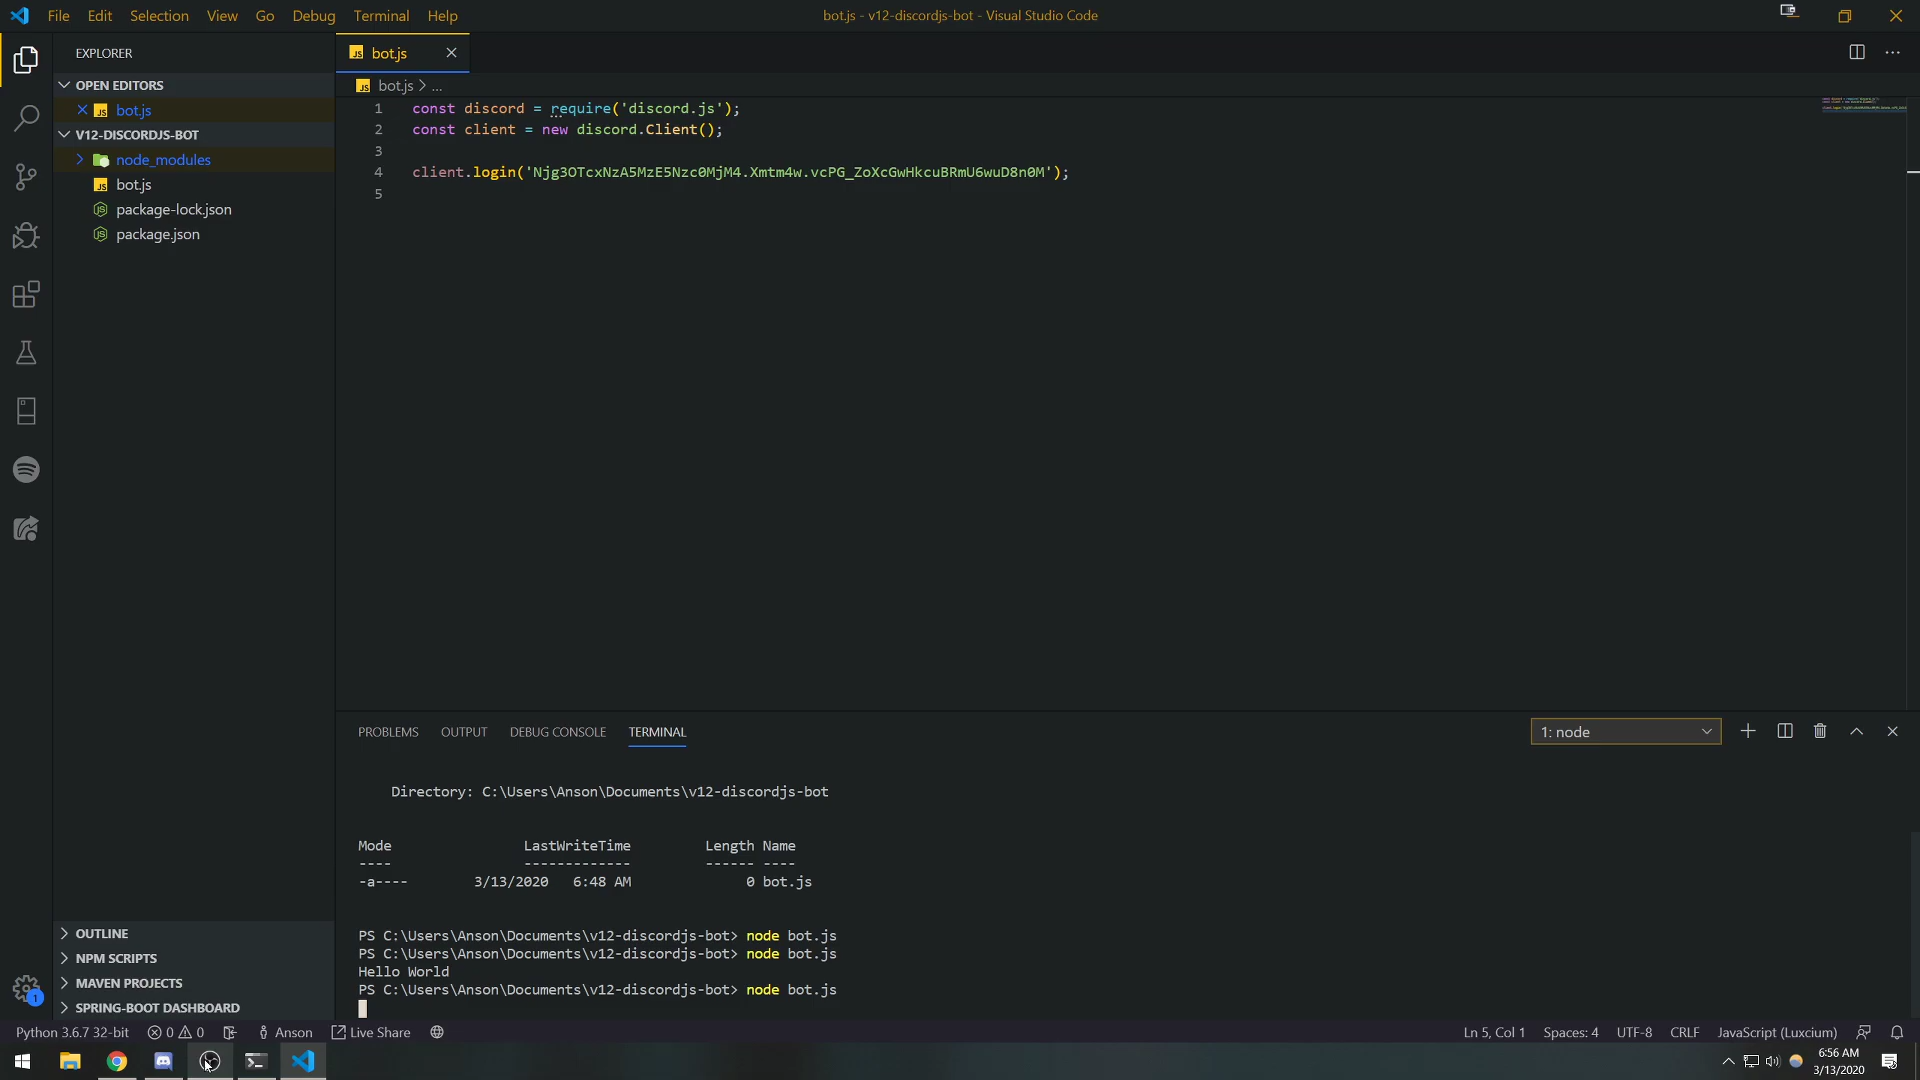 File Edit Selection View Go Debug Terminal Help
bot.js - v12-discordjs-bot - Visual Studio Code
EXPLORER
OPEN EDITORS
bot.js
V12-DISCORDJS-BOT
node_modules
bot.js
package-lock.json
package.json
OUTLINE
NPM SCRIPTS
MAVEN PROJECTS
SPRING-BOOT DASHBOARD
bot.js
bot.js > ...
1 const discord = require('discord.js');
2 const client = new discord.Client();
3
4 client.login('Njg3OTcxNzA5MzE5Nzc0MjM4.Xmtm4w.vcPG_ZoXcGwHkcuBRmU6wuD8n0M');
5
PROBLEMS OUTPUT DEBUG CONSOLE TERMINAL
1: node
Directory: C:\Users\Anson\Documents\v12-discordjs-bot
Mode LastWriteTime Length Name
---- ------------- ------ ----
-a---- 3/13/2020 6:48 AM 0 bot.js
PS C:\Users\Anson\Documents\v12-discordjs-bot> node bot.js
PS C:\Users\Anson\Documents\v12-discordjs-bot> node bot.js
Hello World
PS C:\Users\Anson\Documents\v12-discordjs-bot> node bot.js
1
Python 3.6.7 32-bit 0 0 Anson Live Share
Ln 5, Col 1 Spaces: 4 UTF-8 CRLF JavaScript (Luxcium)
6:56 AM
3/13/2020